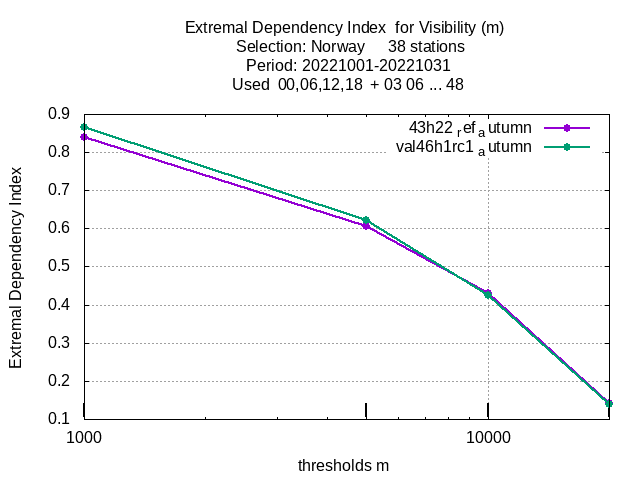 Extremal Dependency Index  for Visibility (m)
Selection: Norway     38 stations
Period: 20221001-20221031
Used  00,06,12,18  + 03 06 ... 48
43h22 ref a utumn
val46h1rc1 a utumn
Extremal Dependency Index
0.9
0.8
0.7
0.6
0.5
0.4
0.3
0.2
0.1
1000 10000
thresholds m